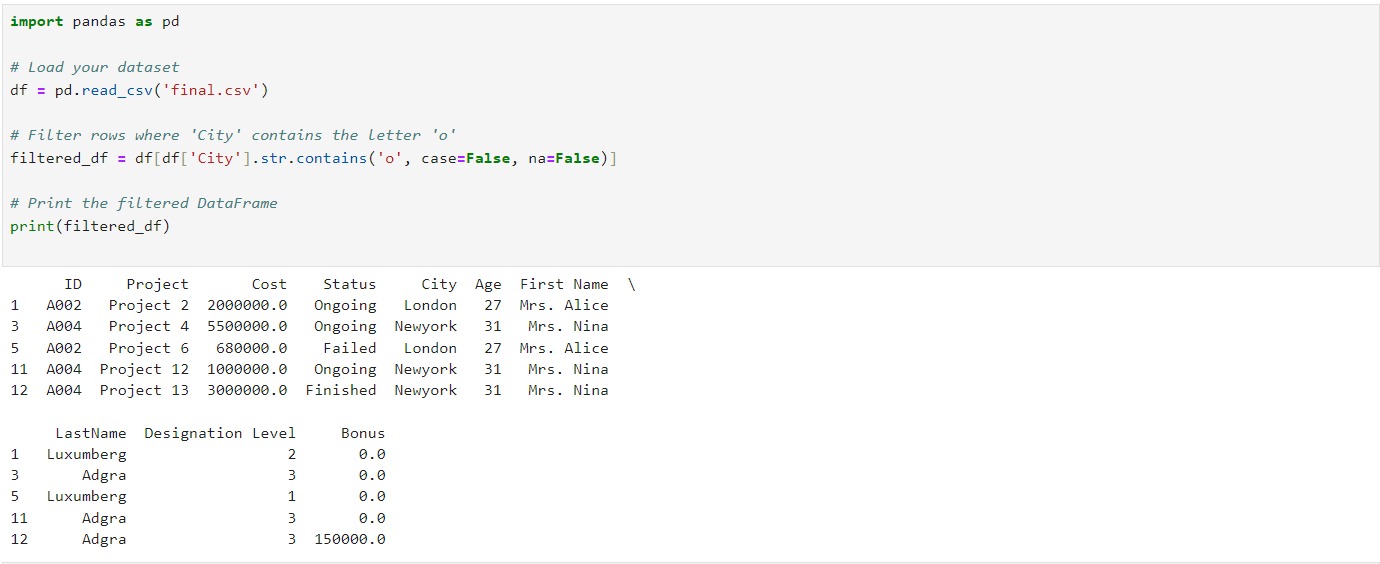 import pandas as pd
# Load your dataset
df = pd.read_csv('final.csv')
# Filter rows where 'City' contains the letter 'o'
filtered_df = df[df['City'].str.contains('o', case=False, na=False)]
# Print the filtered DataFrame
print(filtered_df)
ID Project Cost Status City Age First Name \
1 A002 Project 2 2000000.0 Ongoing London 27 Mrs. Alice
3 A004 Project 4 5500000.0 Ongoing Newyork 31 Mrs. Nina
5 A002 Project 6 680000.0 Failed London 27 Mrs. Alice
11 A004 Project 12 1000000.0 Ongoing Newyork 31 Mrs. Nina
12 A004 Project 13 3000000.0 Finished Newyork 31 Mrs. Nina
LastName Designation Level Bonus
1 Luxumberg 2 0.0
3 Adgra 3 0.0
5 Luxumberg 1 0.0
11 Adgra 3 0.0
12 Adgra 3 150000.0